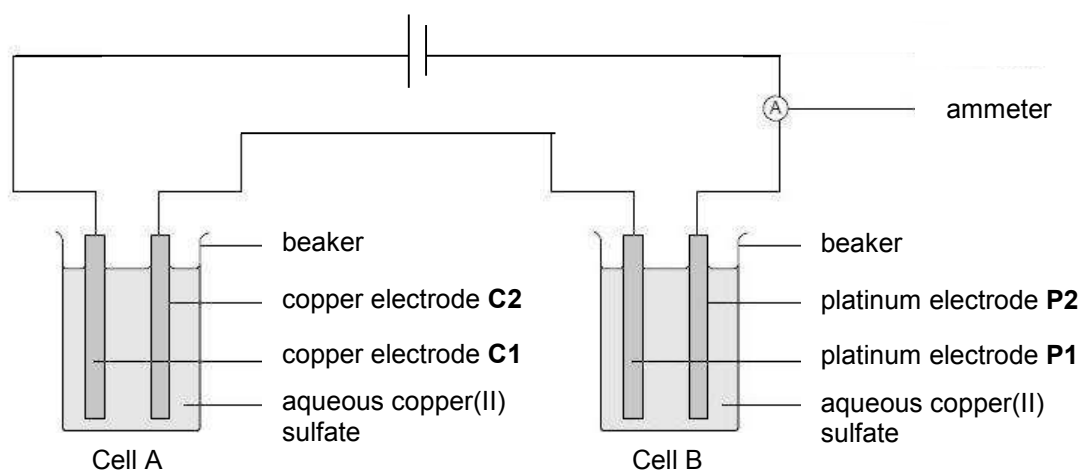 A
ammeter
beaker
copper electrode C2
copper electrode C1
aqueous copper(II)
sulfate
Cell A
beaker
platinum electrode P2
platinum electrode P1
aqueous copper(II)
sulfate
Cell B